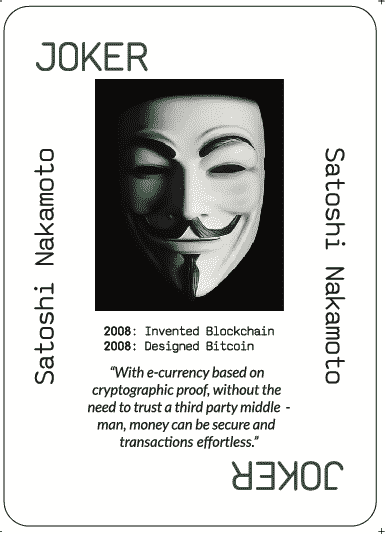 JOKER
Satoshi Nakamoto
Satoshi Nakamoto
2008: Invented Blockchain
2008: Designed Bitcoin
“With e-currency based on
cryptographic proof, without the
need to trust a third party middle -
man, money can be secure and
transactions effortless.”
JOKER